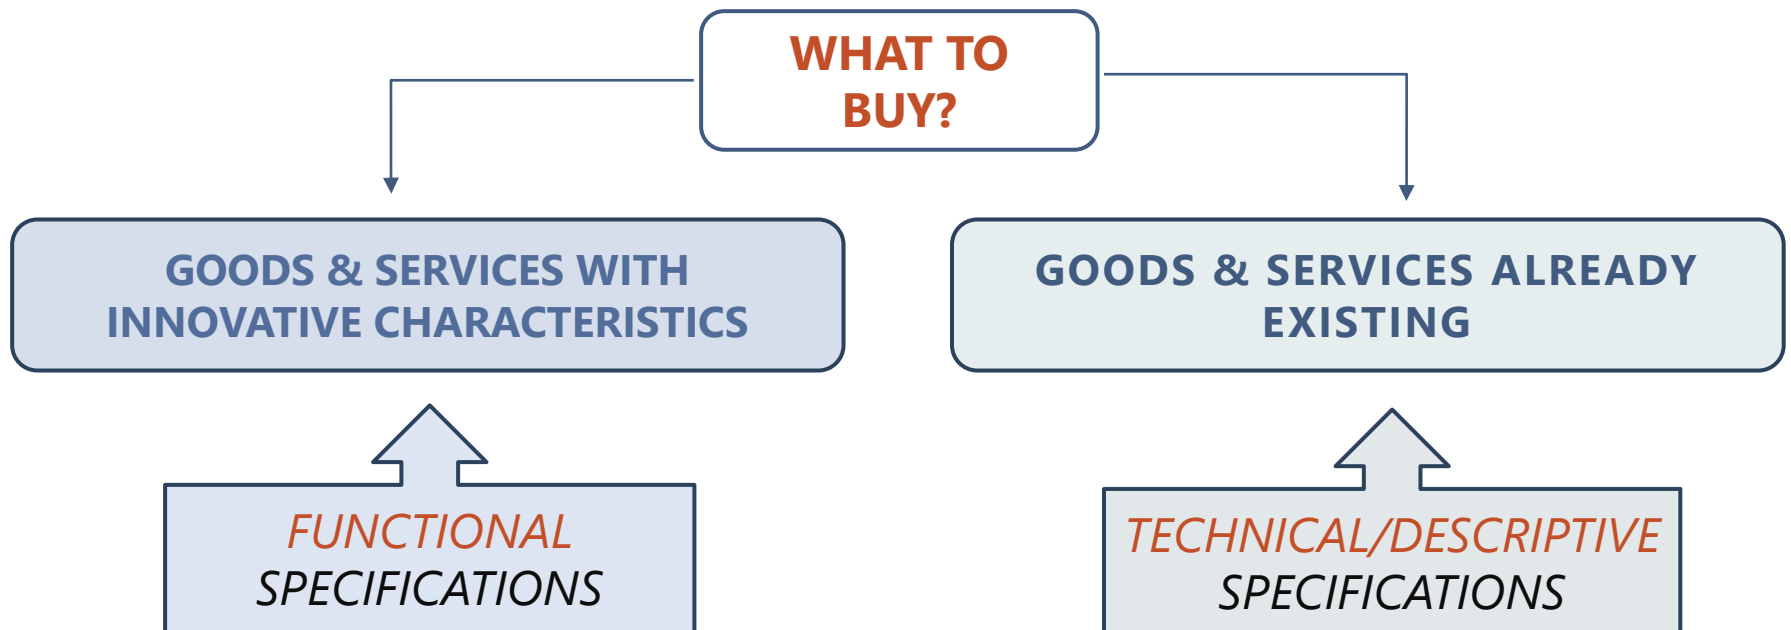 WHAT TO
BUY?
GOODS & SERVICES WITH
INNOVATIVE CHARACTERISTICS
GOODS & SERVICES ALREADY
EXISTING
FUNCTIONAL
SPECIFICATIONS
TECHNICAL/DESCRIPTIVE
SPECIFICATIONS